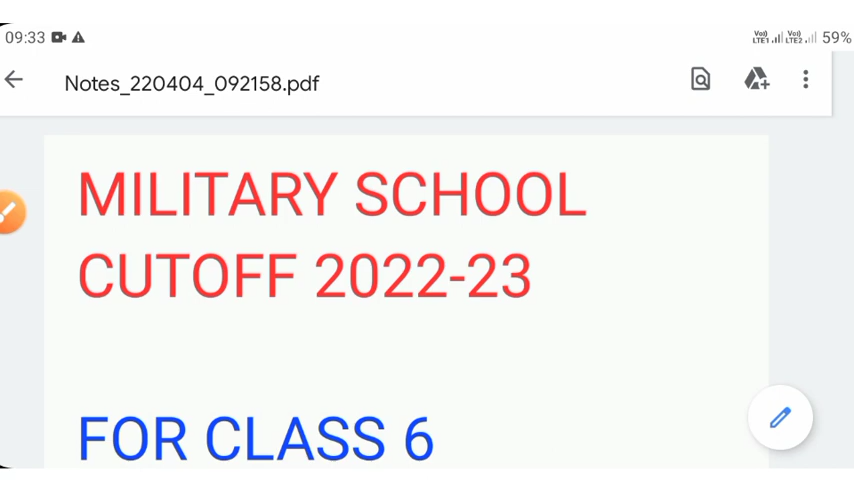 09:33 Vo) LTE1 Vo) LTE2 59%
Notes_220404_092158.pdf
MILITARY SCHOOL
CUTOFF 2022-23
FOR CLASS 6